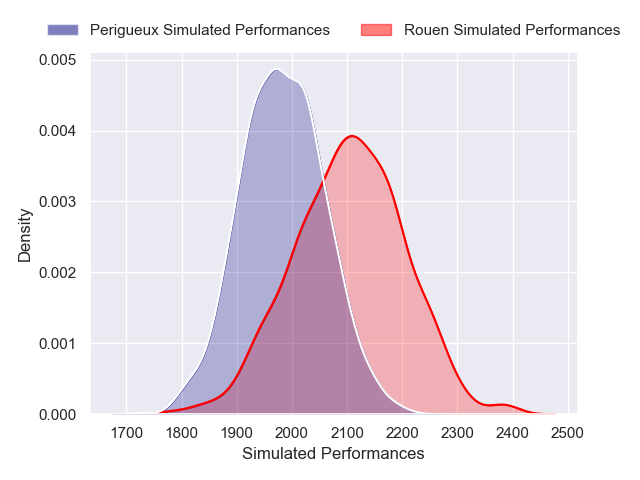 Perigueux Simulated Performances Rouen Simulated Performances
0.005
0.004
0.003
0.002
0.001
0.000
Density
1700 1800 1900 2000 2100 2200 2300 2400 2500
Simulated Performances